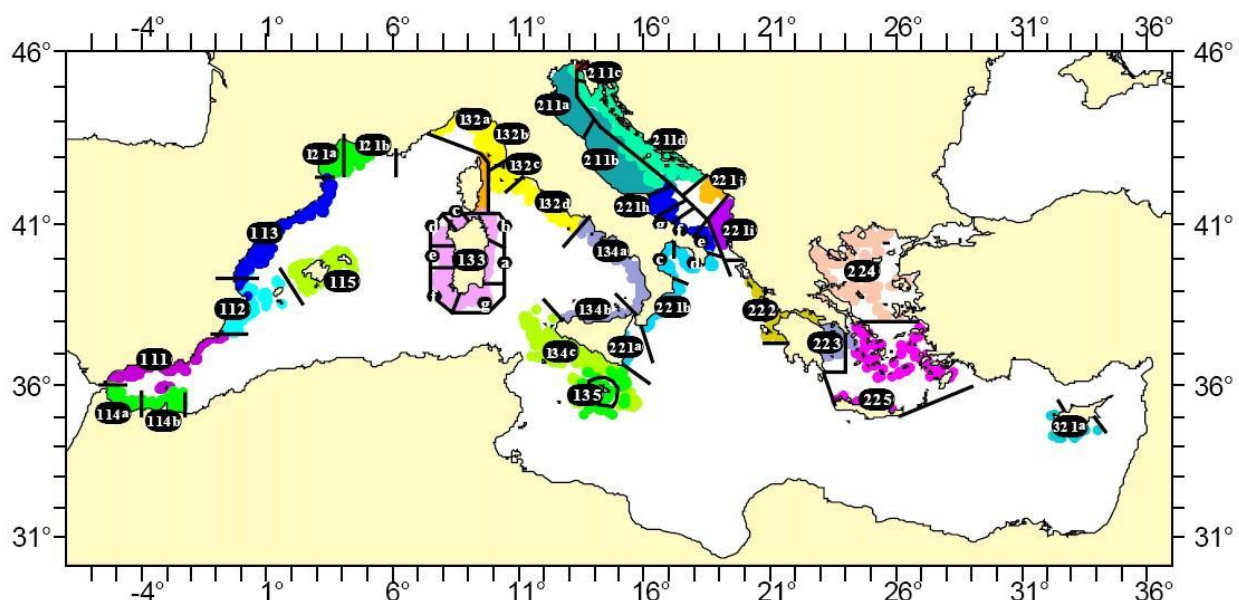 -4° 1° 6° 11° 16° 21° 26° 31° 36°
46° 46°
211c
132a 211a
121a 121b 132b 211d
132c 211b
221j
132d 221h
41° 113 d c b g f 221i 41°
e 133 a 134a c d e 224
115
112 f g 134b 221b 222
134c 221a 223
111
36° 135 225 36°
114a 114b 321a
31° 31°
-4° 1° 6° 11° 16° 21° 26° 31° 36°